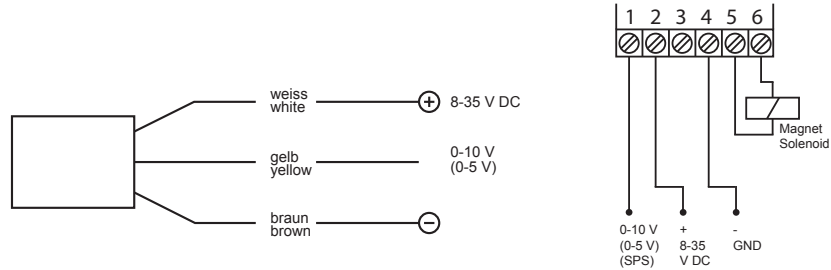 weiss
white
⊕ 8-35 V DC
gelb
yellow
0-10 V
(0-5 V)
braun
brown
⊖
1 2 3 4 5 6
Magnet
Solenoid
0-10 V
(0-5 V)
(SPS)
+
8-35
V DC
-
GND